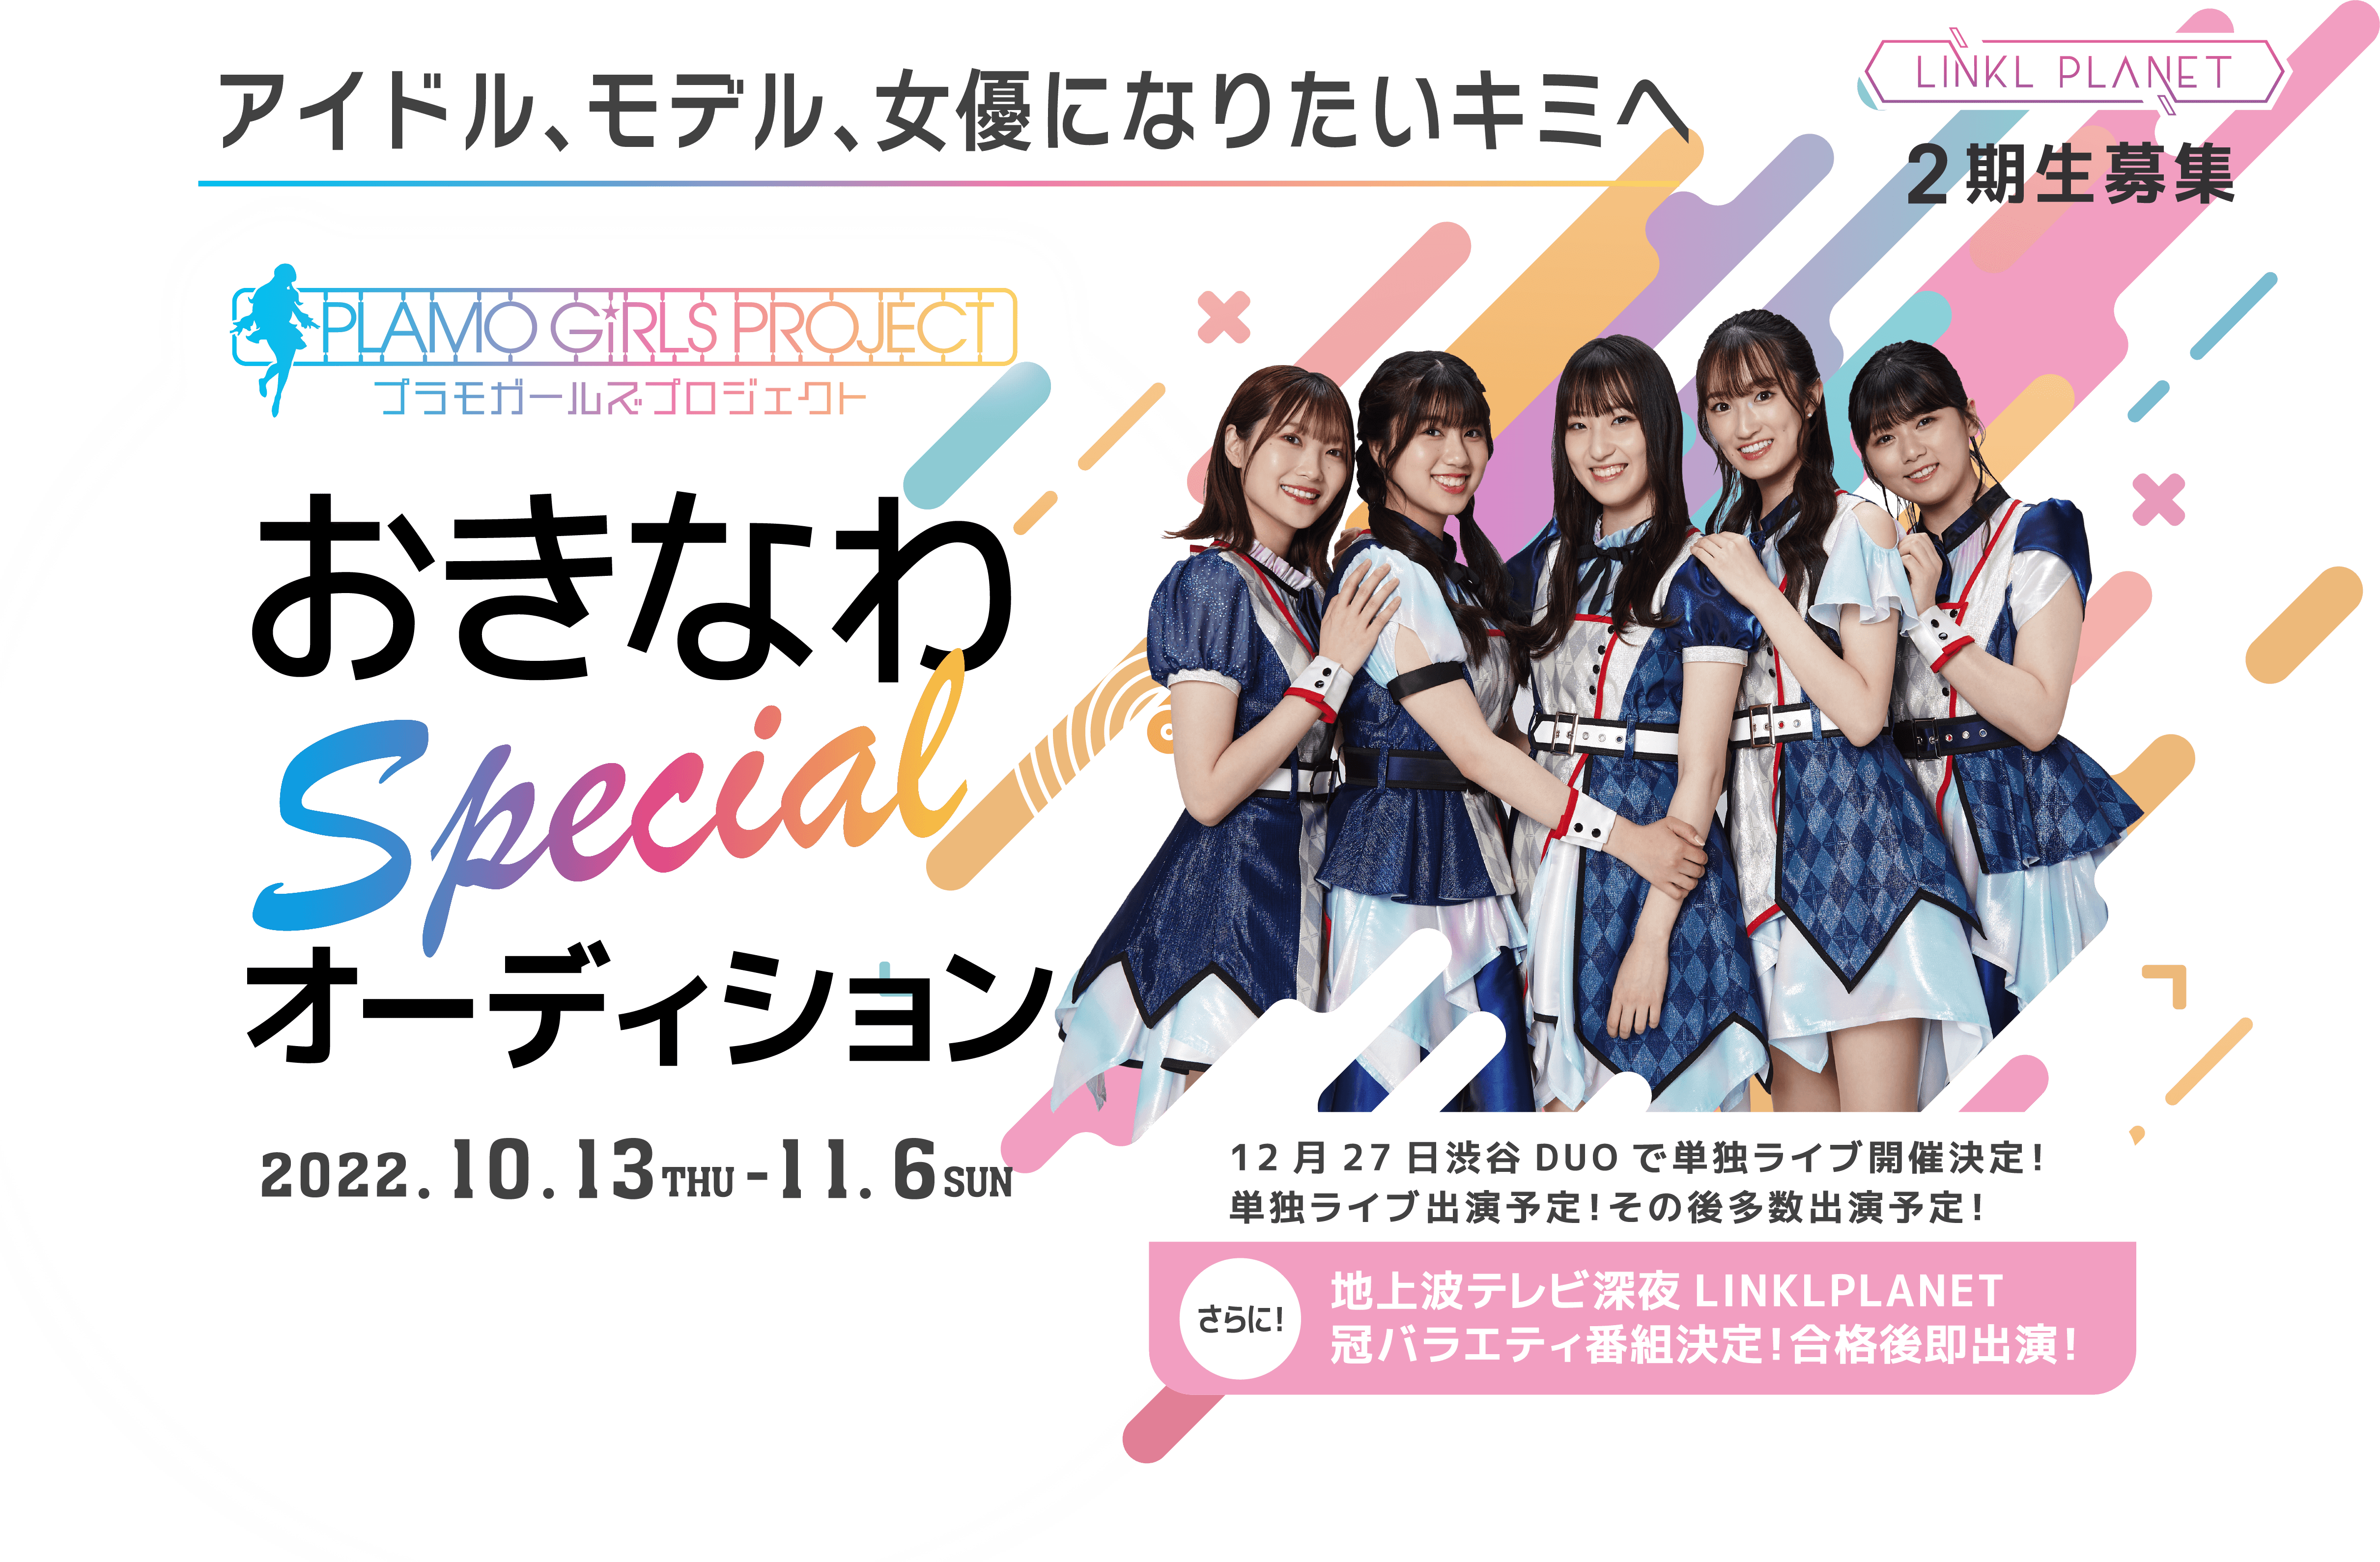 アイドル、モデル、女優になりたいキミへ
LINKL PLANET
2期生募集
PLAMO GiRLS PROJECT
プラモガールズプロジェクト
おきなわ
Special
オーディション
2022.10.13THU-11.6SUN
12月27日渋谷DUOで単独ライブ開催決定!
単独ライブ出演予定!その後多数出演予定!
さらに!
地上波テレビ深夜LINKLPLANET
冠バラエティ番組決定!合格後即出演!